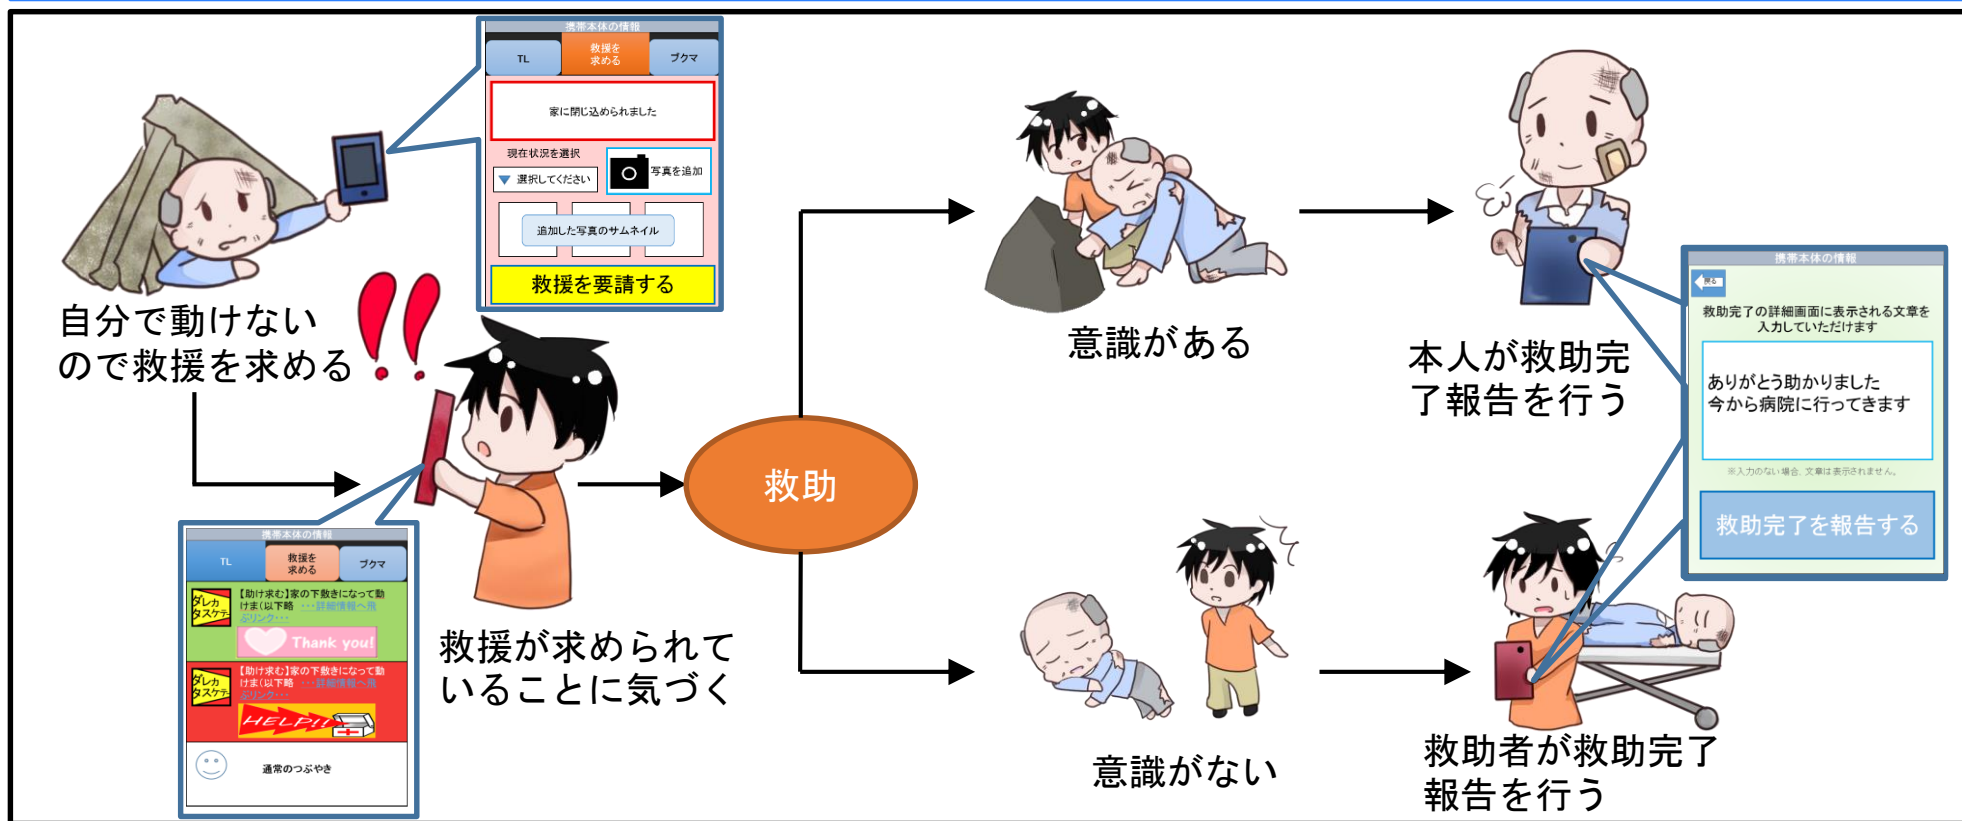 携帯本体の情報
TL
救援を
求める
ブクマ
家に閉じ込められました
現在状況を選択
▼ 選択してください
写真を追加
追加した写真のサムネイル
救援を要請する
自分で動けない
ので救援を求める
!!
携帯本体の情報
TL
救援を
求める
ブクマ
ダレカ
タスケテ
【助け求む】家の下敷きになって動
けま(以下略 ・・・詳細情報へ飛
ぶリンク・・・
Thank you!
ダレカ
タスケテ
【助け求む】家の下敷きになって動
けま(以下略 ・・・詳細情報へ飛
ぶリンク・・・
HELP!!
通常のつぶやき
救援が求められて
いることに気づく
救助
意識がある
本人が救助完
了報告を行う
意識がない
救助者が救助完了
報告を行う
携帯本体の情報
戻る
救助完了の詳細画面に表示される文章を
入力していただけます
ありがとう助かりました
今から病院に行ってきます
※入力のない場合、文章は表示されません。
救助完了を報告する